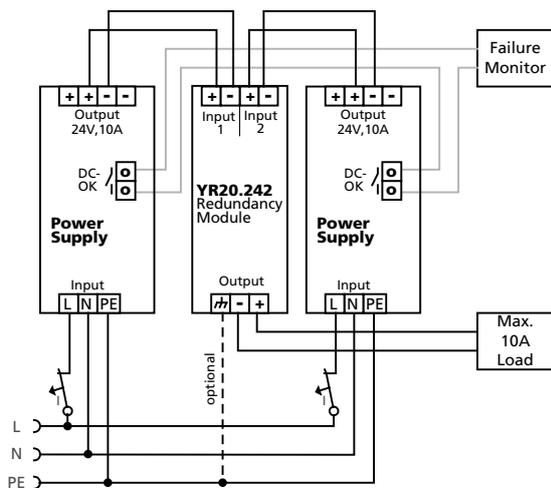 Failure
Monitor
+ + - -
Output
24V,10A
+ - + -
Input
1
Input
2
+ + - -
Output
24V,10A
DC-
OK
Power
Supply
YR20.242
Redundancy
Module
DC-
OK
Power
Supply
Input
L N PE
Output
- +
Input
L N PE
Max.
10A
Load
I
optional
I
L
N
PE